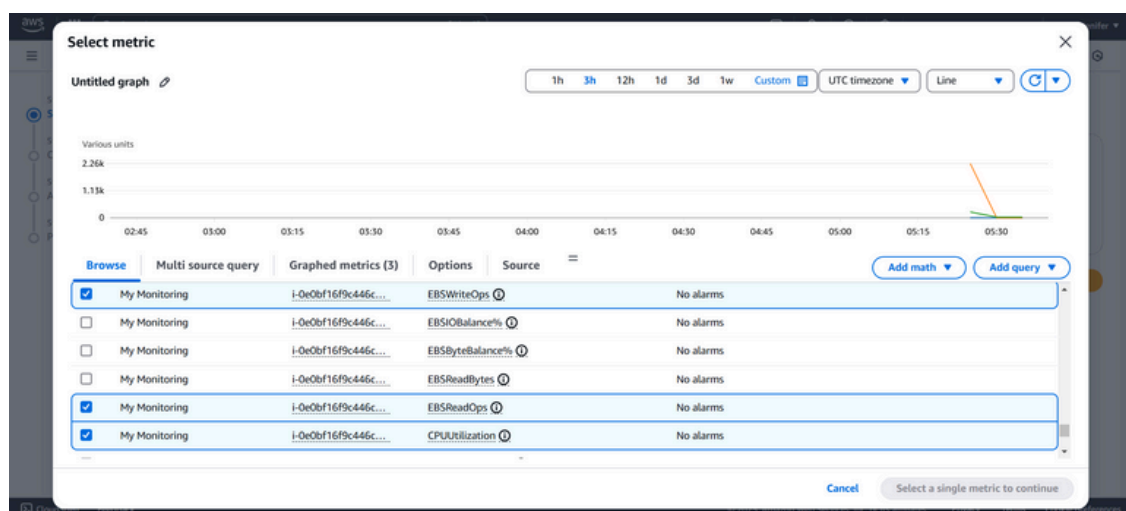 aws
Select metric
Untitled graph
1h 3h 12h 1d 3d 1w Custom UTC timezone Line
Various units
2.26k
1.13k
0
02:45 03:00 03:15 03:30 03:45 04:00 04:15 04:30 04:45 05:00 05:15 05:30
Browse Multi source query Graphed metrics (3) Options Source Add math Add query
My Monitoring i-0e0bf16f9c446c... EBSWriteOps No alarms
My Monitoring i-0e0bf16f9c446c... EBSIOBalance% No alarms
My Monitoring i-0e0bf16f9c446c... EBSByteBalance% No alarms
My Monitoring i-0e0bf16f9c446c... EBSReadBytes No alarms
My Monitoring i-0e0bf16f9c446c... EBSReadOps No alarms
My Monitoring i-0e0bf16f9c446c... CPUUtilization No alarms
Cancel Select a single metric to continue